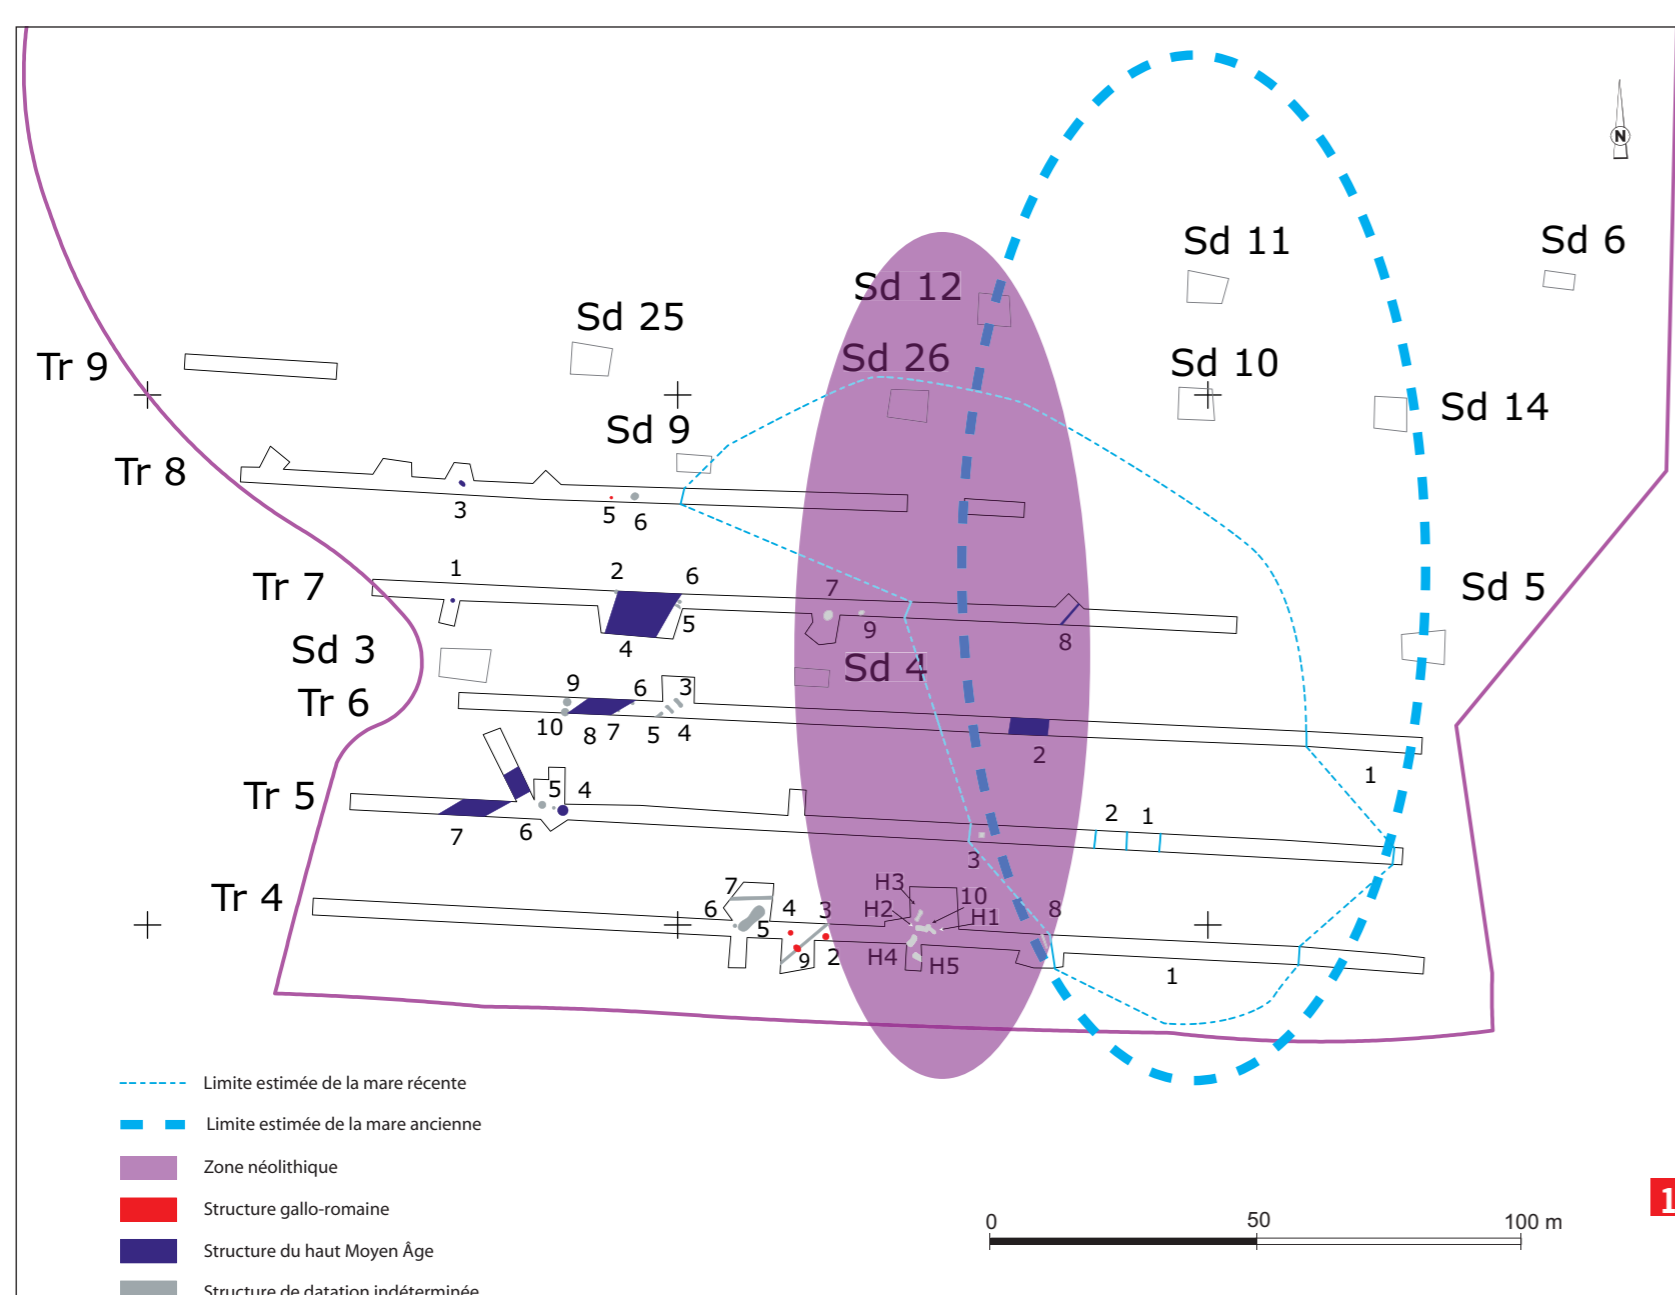 N
Sd 11
Sd 6
Sd 12
Sd 25
Sd 26
Sd 10
Tr 9
Sd 14
Sd 9
Tr 8
3
5
6
1
2
6
7
Tr 7
Sd 5
5
9
8
4
Sd 3
Sd 4
9
6
3
Tr 6
10
8
7
5
4
2
1
Tr 5
5
4
2
1
7
6
3
Tr 4
7
H3
10
6
4
3
H2
H1
8
5
9
2
H4
H5
1
Limite estimée de la mare récente
Limite estimée de la mare ancienne
Zone néolithique
Structure gallo-romaine
Structure du haut Moyen Âge
Structure de datation indéterminée
0
50
100 m
1